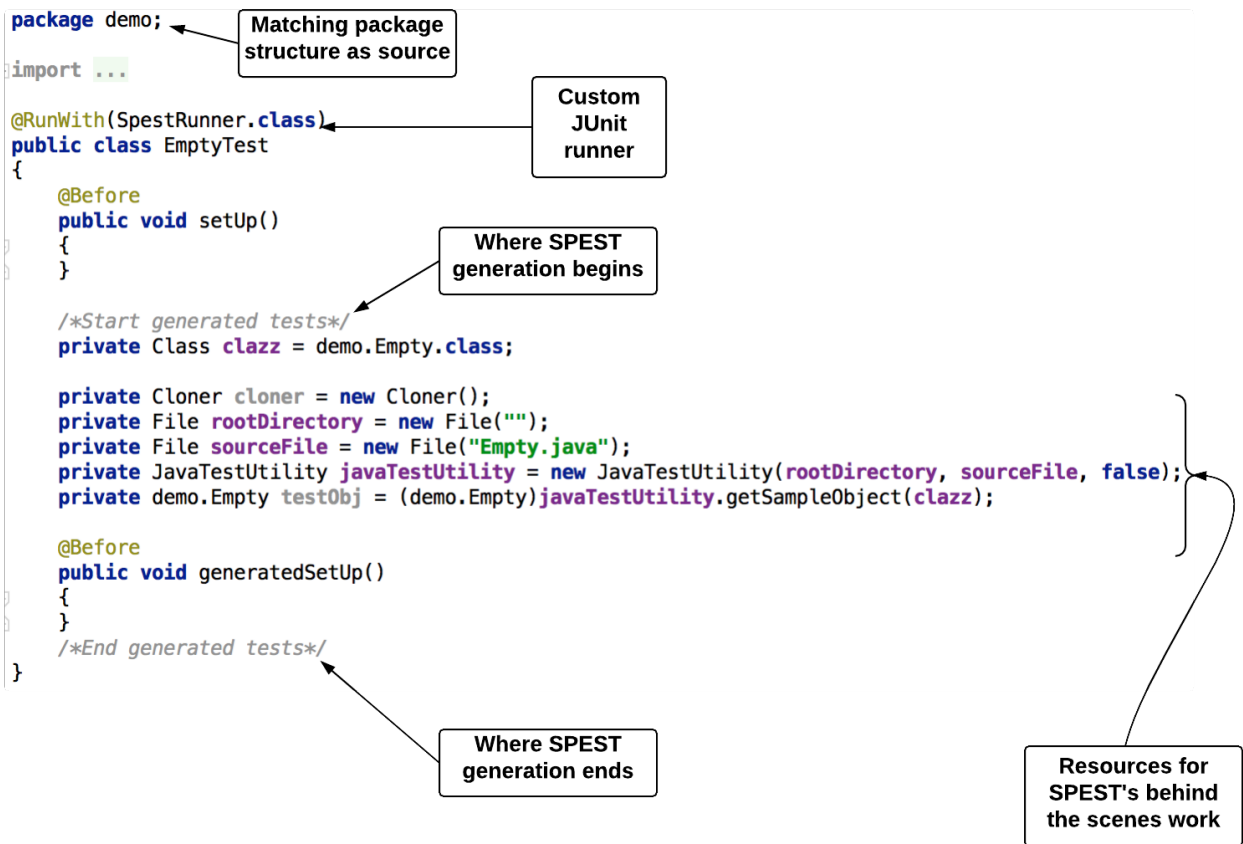 package demo;
Matching package
structure as source
import ...
Custom
JUnit
runner
@RunWith(SpestRunner.class)
public class EmptyTest
{
@Before
public void setUp()
{
}
Where SPEST
generation begins
/*Start generated tests*/
private Class clazz = demo.Empty.class;
private Cloner cloner = new Cloner();
private File rootDirectory = new File("");
private File sourceFile = new File("Empty.java");
private JavaTestUtility javaTestUtility = new JavaTestUtility(rootDirectory, sourceFile, false);
private demo.Empty testObj = (demo.Empty)javaTestUtility.getSampleObject(clazz);
@Before
public void generatedSetUp()
{
}
/*End generated tests*/
}
Where SPEST
generation ends
Resources for
SPEST's behind
the scenes work